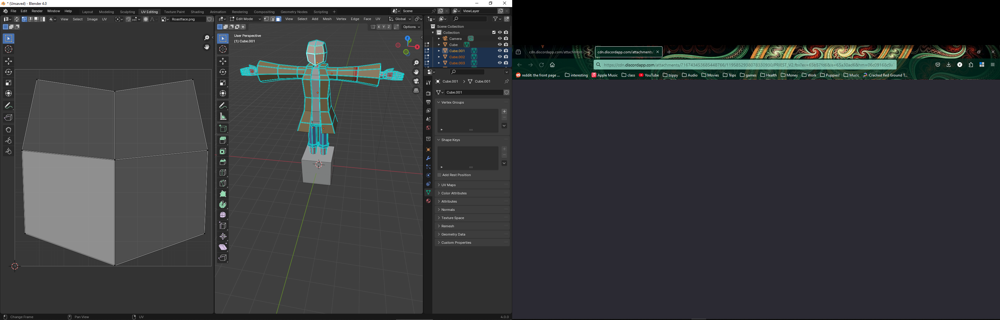 * (Unsaved) - Blender 4.0
File Edit Render Window Help Layout Modeling Sculpting UV Editing Texture Paint Shading Animation Rendering Compositing Geometry Nodes Scripting + Scene ViewLayer
View Select Image UV Roastface.png Edit Mode View Select Add Mesh Vertex Edge Face UV Global
X Y Z Options
User Perspective
(1) Cube.001
Z
X
Scene Collection
Collection
Camera
Cube
Cube.001
Cube.002
Cube.003
Cube.001 Cube.001
Cube.001
Vertex Groups
Shape Keys
Add Rest Position
UV Maps
Color Attributes
Attributes
Normals
Texture Space
Remesh
Geometry Data
Custom Properties
Change Frame Pan View UV 4.0.0
cdn.discordapp.com/attachments cdn.discordapp.com/attachments/
https://cdn.discordapp.com/attachments/716743453685448766/1195852938078330930/PRIEST_V2.fbx?ex=65b57fd6&is=65a30ad6&hm=06c09168c9a
reddit: the front page ... interesting Apple Music class YouTube trippy Audio Movies Trips games Health Money Work Puppies! Music Cracked Red Ground T...